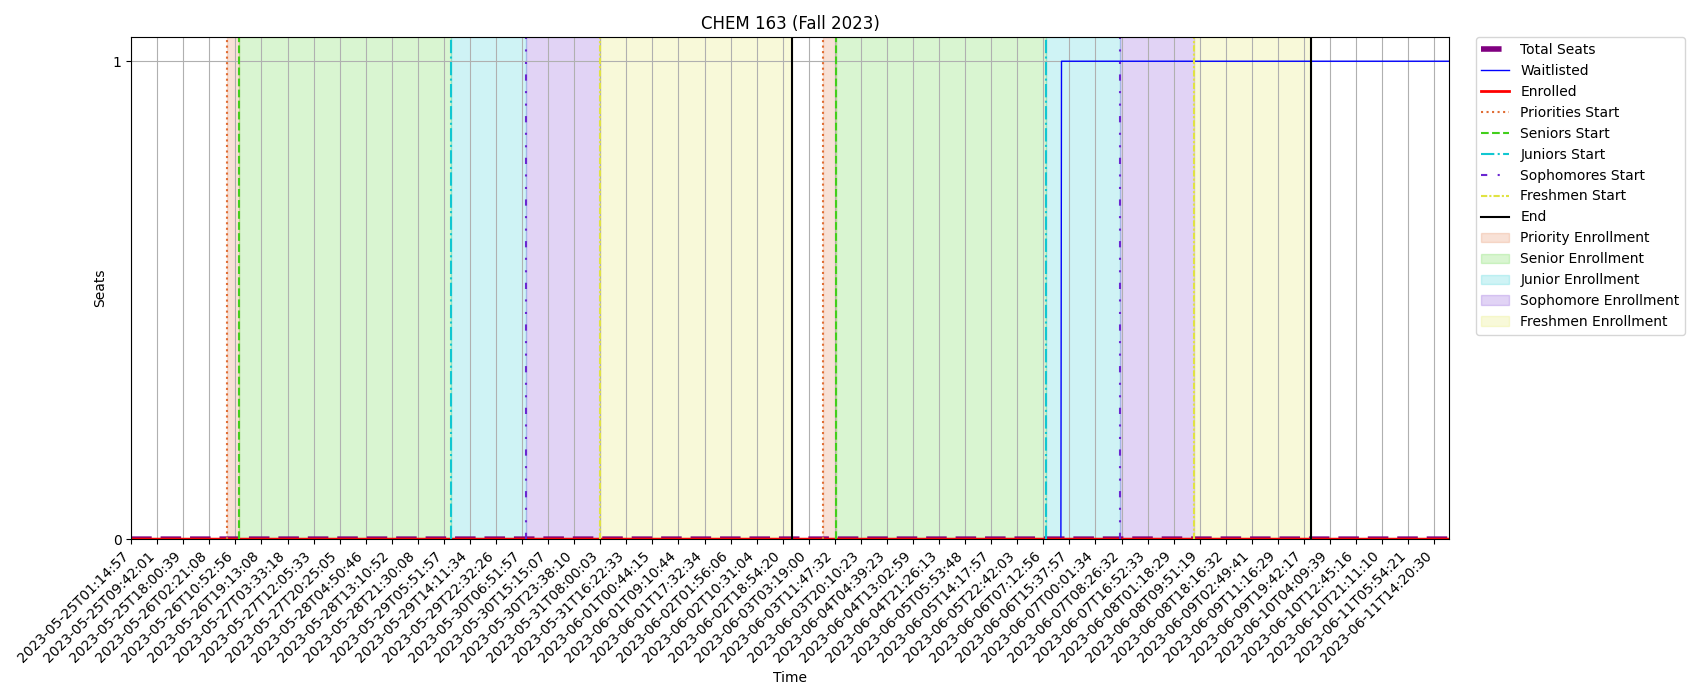 CHEM 163 (Fall 2023)
Total Seats
Waitlisted
Enrolled
Priorities Start
Seniors Start
Juniors Start
Sophomores Start
Freshmen Start
End
Priority Enrollment
Senior Enrollment
Junior Enrollment
Sophomore Enrollment
Freshmen Enrollment
Seats
1
0
2023-05-25T01:14:57
2023-05-25T09:42:01
2023-05-25T18:00:39
2023-05-26T02:21:08
2023-05-26T10:52:56
2023-05-26T19:13:08
2023-05-27T03:33:18
2023-05-27T12:05:33
2023-05-27T20:25:05
2023-05-28T04:50:46
2023-05-28T13:10:52
2023-05-28T21:30:08
2023-05-29T05:51:57
2023-05-29T14:11:34
2023-05-29T22:32:26
2023-05-30T06:51:57
2023-05-30T15:15:07
2023-05-30T23:38:10
2023-05-31T08:00:03
2023-05-31T16:22:33
2023-06-01T00:44:15
2023-06-01T09:10:44
2023-06-01T17:32:34
2023-06-02T01:56:06
2023-06-02T10:31:04
2023-06-02T18:54:20
2023-06-03T03:19:00
2023-06-03T11:47:32
2023-06-03T20:10:23
2023-06-04T04:39:23
2023-06-04T13:02:59
2023-06-04T21:26:13
2023-06-05T05:53:48
2023-06-05T14:17:57
2023-06-05T22:42:03
2023-06-06T07:12:56
2023-06-06T15:37:57
2023-06-07T00:01:34
2023-06-07T08:26:32
2023-06-07T16:52:33
2023-06-08T01:18:29
2023-06-08T09:51:19
2023-06-08T18:16:32
2023-06-09T02:49:41
2023-06-09T11:16:29
2023-06-09T19:42:17
2023-06-10T04:09:39
2023-06-10T12:45:16
2023-06-10T21:11:10
2023-06-11T05:54:21
2023-06-11T14:20:30
Time